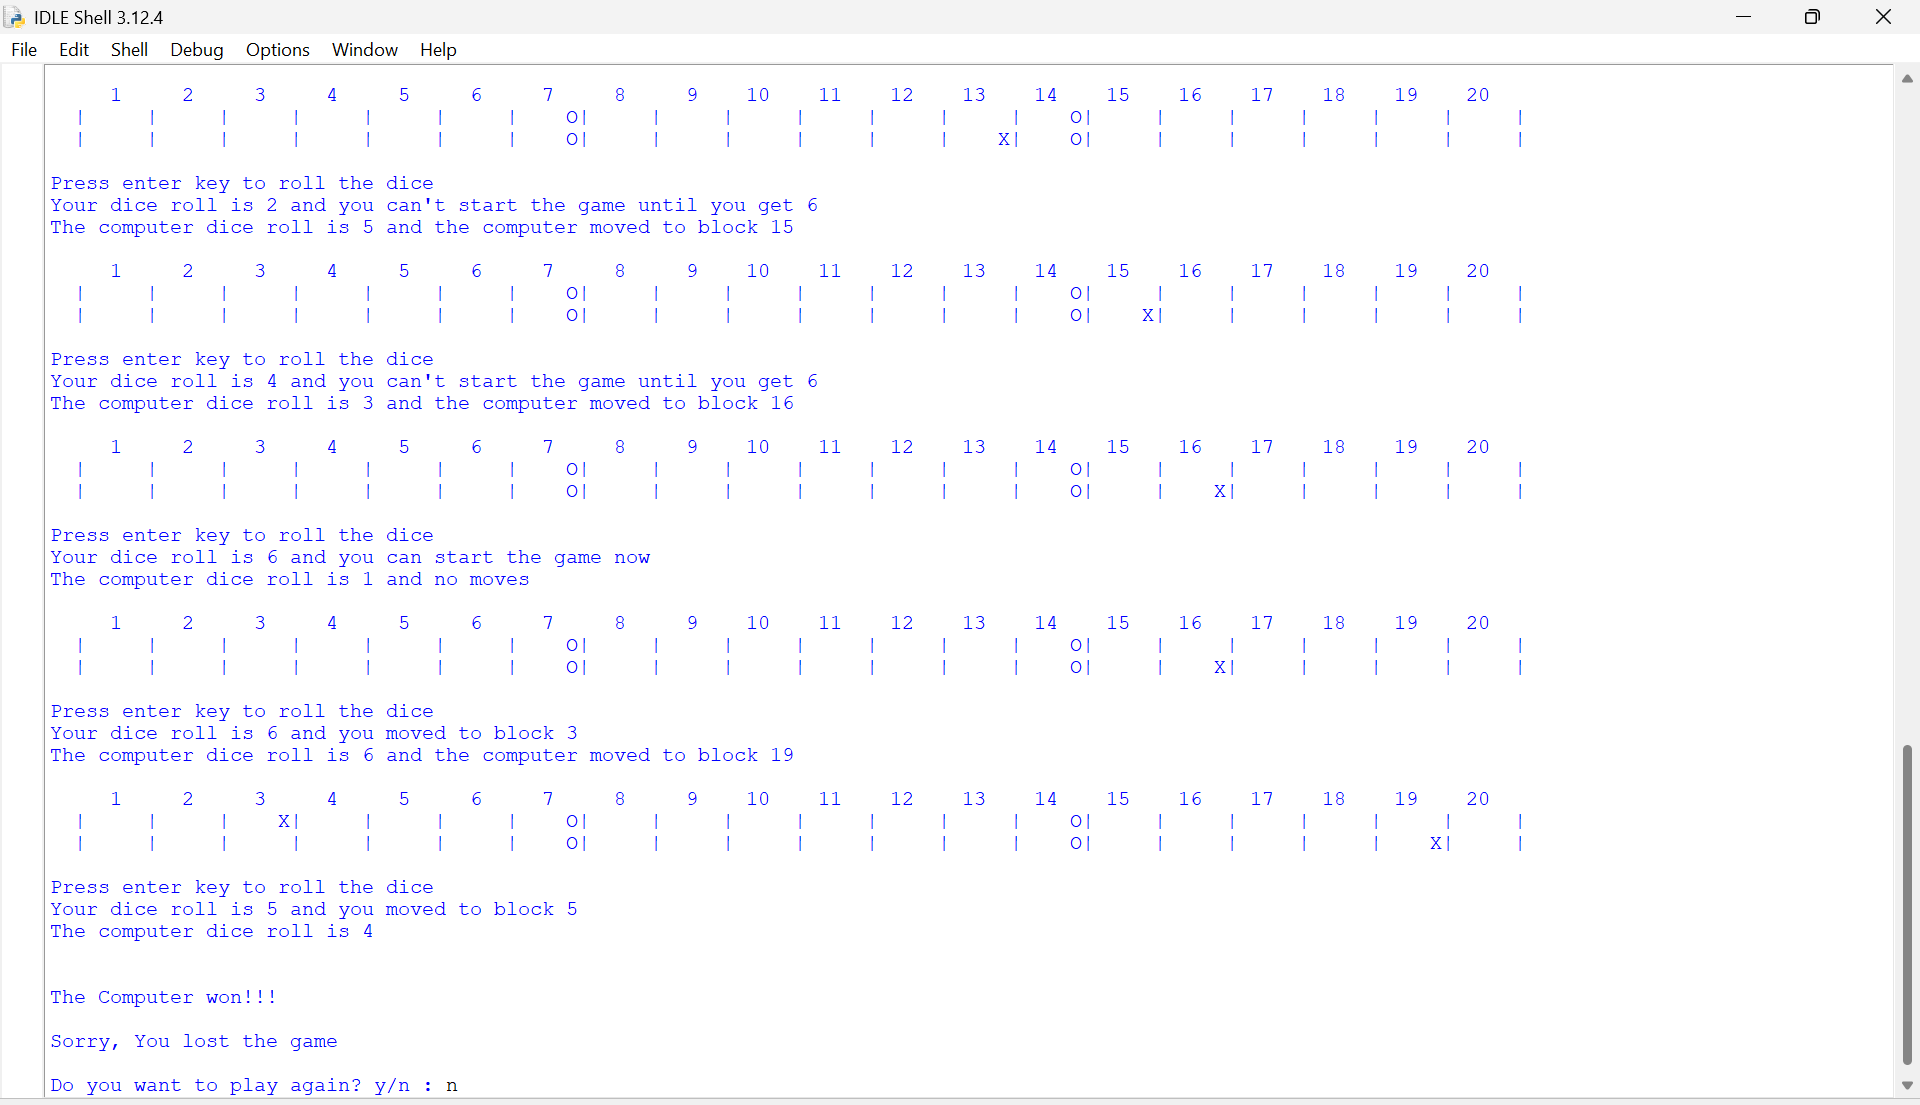 IDLE Shell 3.12.4
File Edit Shell Debug Options Window Help
1 2 3 4 5 6 7 8 9 10 11 12 13 14 15 16 17 18 19 20
| | | | | | | O| | | | | | | O| | | | | | |
| | | | | | | O| | | | | | X| O| | | | | | |
Press enter key to roll the dice
Your dice roll is 2 and you can't start the game until you get 6
The computer dice roll is 5 and the computer moved to block 15
1 2 3 4 5 6 7 8 9 10 11 12 13 14 15 16 17 18 19 20
| | | | | | | O| | | | | | | O| | | | | | |
| | | | | | | O| | | | | | | O| X| | | | | |
Press enter key to roll the dice
Your dice roll is 4 and you can't start the game until you get 6
The computer dice roll is 3 and the computer moved to block 16
1 2 3 4 5 6 7 8 9 10 11 12 13 14 15 16 17 18 19 20
| | | | | | | O| | | | | | | O| | | | | | |
| | | | | | | O| | | | | | | O| | X| | | | |
Press enter key to roll the dice
Your dice roll is 6 and you can start the game now
The computer dice roll is 1 and no moves
1 2 3 4 5 6 7 8 9 10 11 12 13 14 15 16 17 18 19 20
| | | | | | | O| | | | | | | O| | | | | | |
| | | | | | | O| | | | | | | O| | X| | | | |
Press enter key to roll the dice
Your dice roll is 6 and you moved to block 3
The computer dice roll is 6 and the computer moved to block 19
1 2 3 4 5 6 7 8 9 10 11 12 13 14 15 16 17 18 19 20
| | | X| | | | O| | | | | | | O| | | | | | |
| | | | | | | O| | | | | | | O| | | | | X| |
Press enter key to roll the dice
Your dice roll is 5 and you moved to block 5
The computer dice roll is 4
The Computer won!!!
Sorry, You lost the game
Do you want to play again? y/n : n